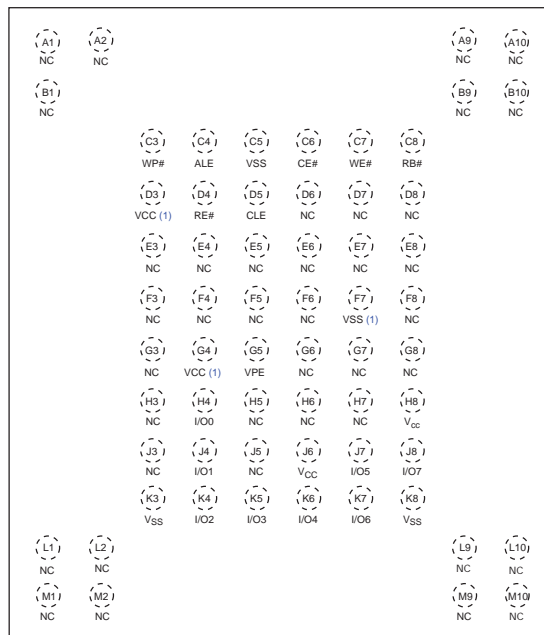 A1 A2 A9 A10
NC NC NC NC
B1 B9 B10
NC NC NC
C3 C4 C5 C6 C7 C8
WP# ALE VSS CE# WE# RB#
D3 D4 D5 D6 D7 D8
VCC (1) RE# CLE NC NC NC
E3 E4 E5 E6 E7 E8
NC NC NC NC NC NC
F3 F4 F5 F6 F7 F8
NC NC NC NC VSS (1) NC
G3 G4 G5 G6 G7 G8
NC VCC (1) VPE NC NC NC
H3 H4 H5 H6 H7 H8
NC I/O0 NC NC NC Vcc
J3 J4 J5 J6 J7 J8
NC I/O1 NC VCC I/O5 I/O7
K3 K4 K5 K6 K7 K8
VSS I/O2 I/O3 I/O4 I/O6 VSS
L1 L2 L9 L10
NC NC NC NC
M1 M2 M9 M10
NC NC NC NC